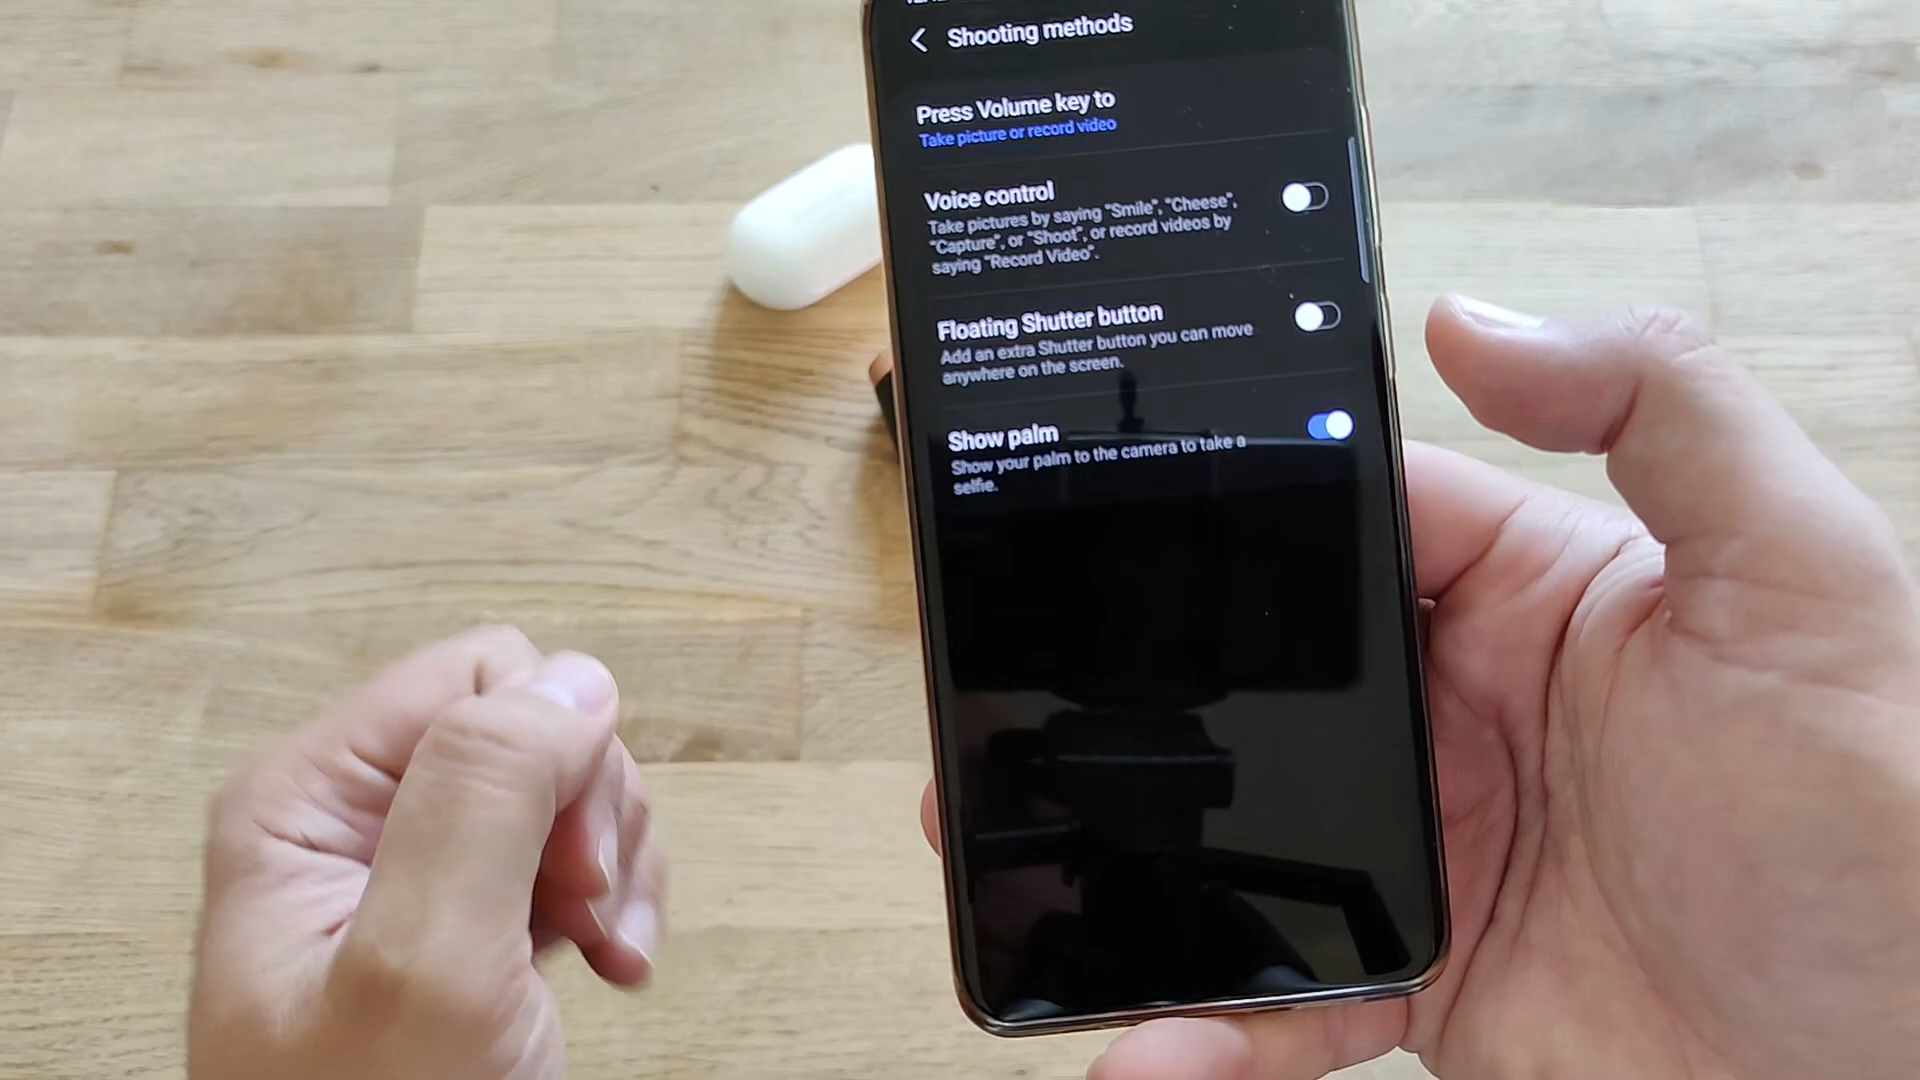 Shooting methods
Press Volume key to
Take picture or record video
Voice control
Take pictures by saying “Smile”, “Cheese”,
“Capture”, or “Shoot”, or record videos by
saying “Record Video”.
Floating Shutter button
Add an extra Shutter button you can move
anywhere on the screen.
Show palm
Show your palm to the camera to take a
selfie.